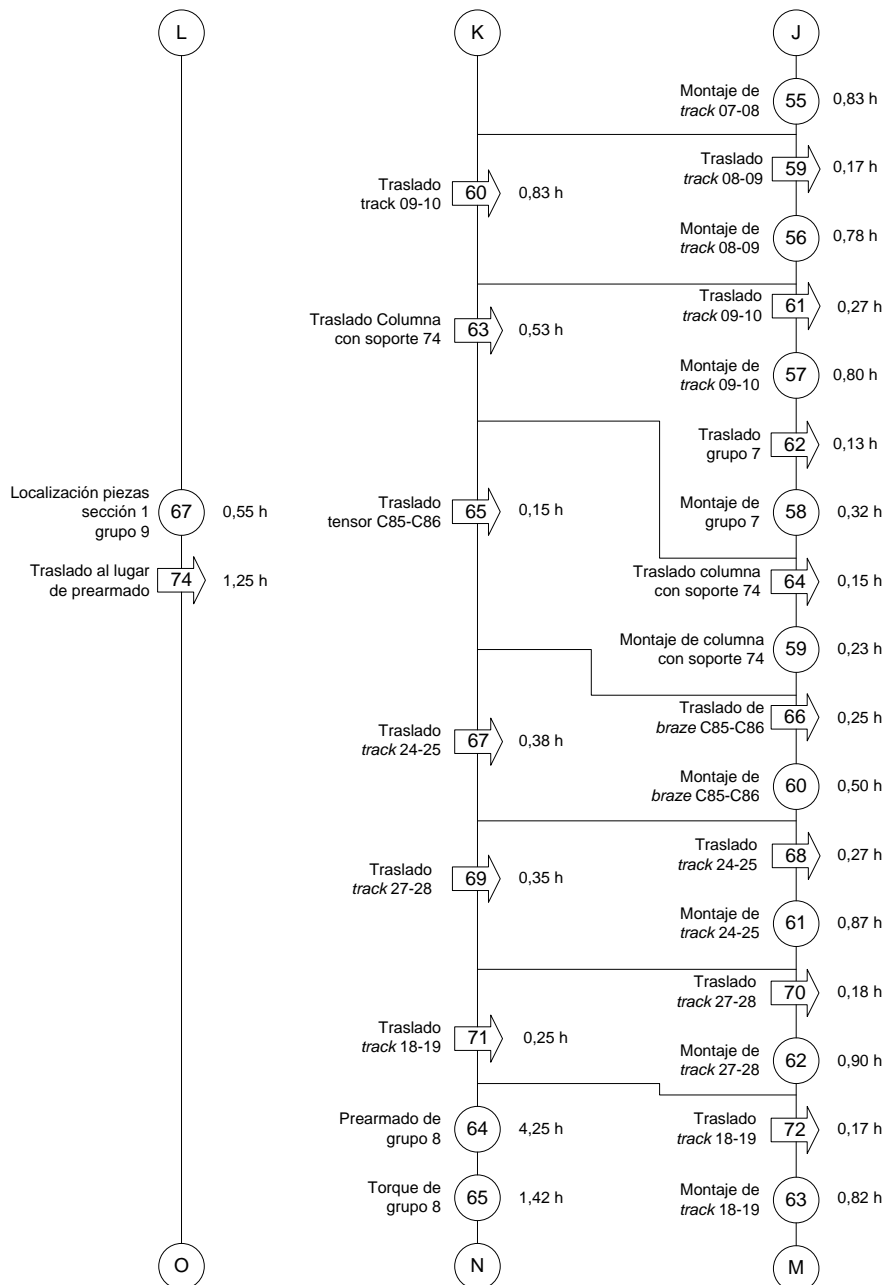 L
K
J
Montaje de
track 07-08
55
0,83 h
Traslado
track 08-09
59
0,17 h
Traslado
track 09-10
60
0,83 h
Montaje de
track 08-09
56
0,78 h
Traslado
track 09-10
61
0,27 h
Traslado Columna
con soporte 74
63
0,53 h
Montaje de
track 09-10
57
0,80 h
Traslado
grupo 7
62
0,13 h
Localización piezas
sección 1
grupo 9
67
0,55 h
Traslado
tensor C85-C86
65
0,15 h
Montaje de
grupo 7
58
0,32 h
Traslado al lugar
de prearmado
74
1,25 h
Traslado columna
con soporte 74
64
0,15 h
Montaje de columna
con soporte 74
59
0,23 h
Traslado de
braze C85-C86
66
0,25 h
Traslado
track 24-25
67
0,38 h
Montaje de
braze C85-C86
60
0,50 h
Traslado
track 24-25
68
0,27 h
Traslado
track 27-28
69
0,35 h
Montaje de
track 24-25
61
0,87 h
Traslado
track 27-28
70
0,18 h
Traslado
track 18-19
71
0,25 h
Montaje de
track 27-28
62
0,90 h
Prearmado de
grupo 8
64
4,25 h
Traslado
track 18-19
72
0,17 h
Torque de
grupo 8
65
1,42 h
Montaje de
track 18-19
63
0,82 h
O
N
M